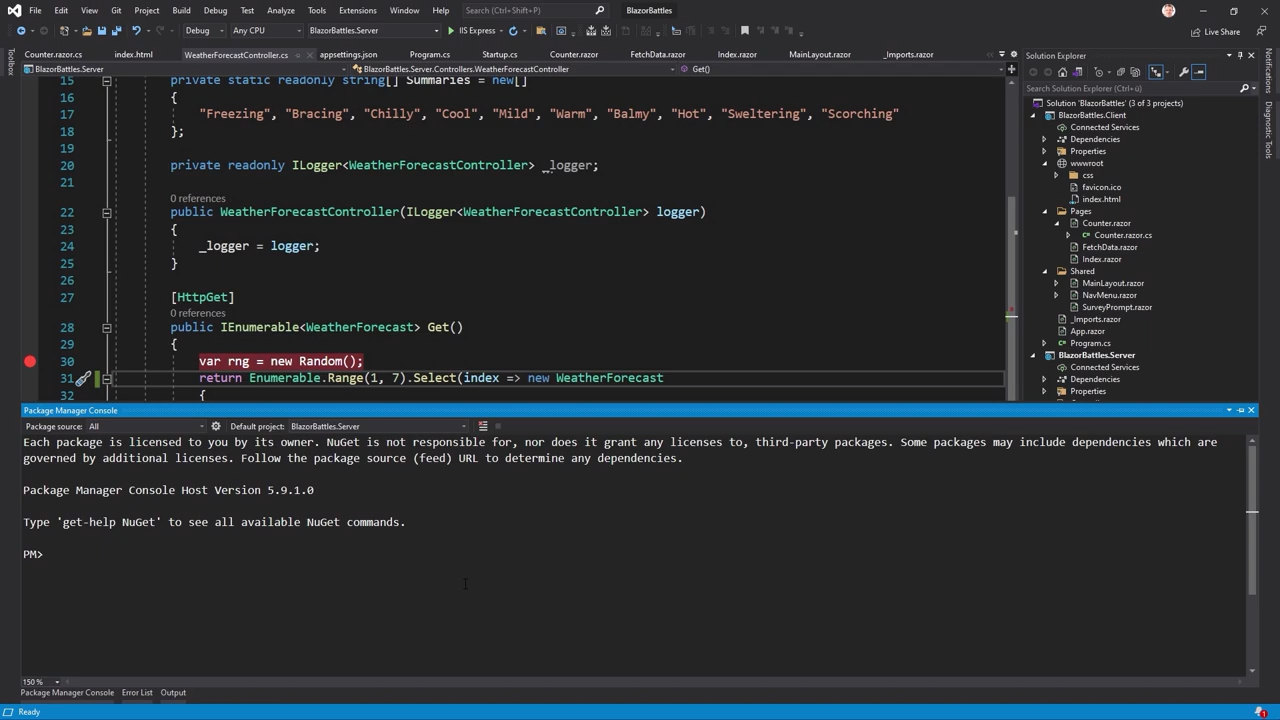 File Edit View Git Project Build Debug Test Analyze Tools Extensions Window Help Search (Ctrl+Shift+P) BlazorBattles
Debug Any CPU BlazorBattles.Server IIS Express Live Share
Counter.razor.cs index.html WeatherForecastController.cs appsettings.json Program.cs Startup.cs Counter.razor FetchData.razor Index.razor MainLayout.razor _Imports.razor
BlazorBattles.Server BlazorBattles.Server.Controllers.WeatherForecastController Get()
Toolbox
15 private static readonly string[] Summaries = new[]
16 {
17 "Freezing", "Bracing", "Chilly", "Cool", "Mild", "Warm", "Balmy", "Hot", "Sweltering", "Scorching"
18 };
19
20 private readonly ILogger<WeatherForecastController> _logger;
21
0 references
22 public WeatherForecastController(ILogger<WeatherForecastController> logger)
23 {
24 _logger = logger;
25 }
26
27 [HttpGet]
0 references
28 public IEnumerable<WeatherForecast> Get()
29 {
30 var rng = new Random();
31 return Enumerable.Range(1, 7).Select(index => new WeatherForecast
32 {
Solution Explorer
Search Solution Explorer (Ctrl+ü)
Solution 'BlazorBattles' (3 of 3 projects)
BlazorBattles.Client
Connected Services
Dependencies
Properties
wwwroot
css
favicon.ico
index.html
Pages
Counter.razor
Counter.razor.cs
FetchData.razor
Index.razor
Shared
MainLayout.razor
NavMenu.razor
SurveyPrompt.razor
_Imports.razor
App.razor
Program.cs
BlazorBattles.Server
Connected Services
Dependencies
Properties
Notifications
Diagnostic Tools
Package Manager Console
Package source: All Default project: BlazorBattles.Server
Each package is licensed to you by its owner. NuGet is not responsible for, nor does it grant any licenses to, third-party packages. Some packages may include dependencies which are
governed by additional licenses. Follow the package source (feed) URL to determine any dependencies.
Package Manager Console Host Version 5.9.1.0
Type 'get-help NuGet' to see all available NuGet commands.
PM>
150 %
Package Manager Console Error List Output
Ready 1